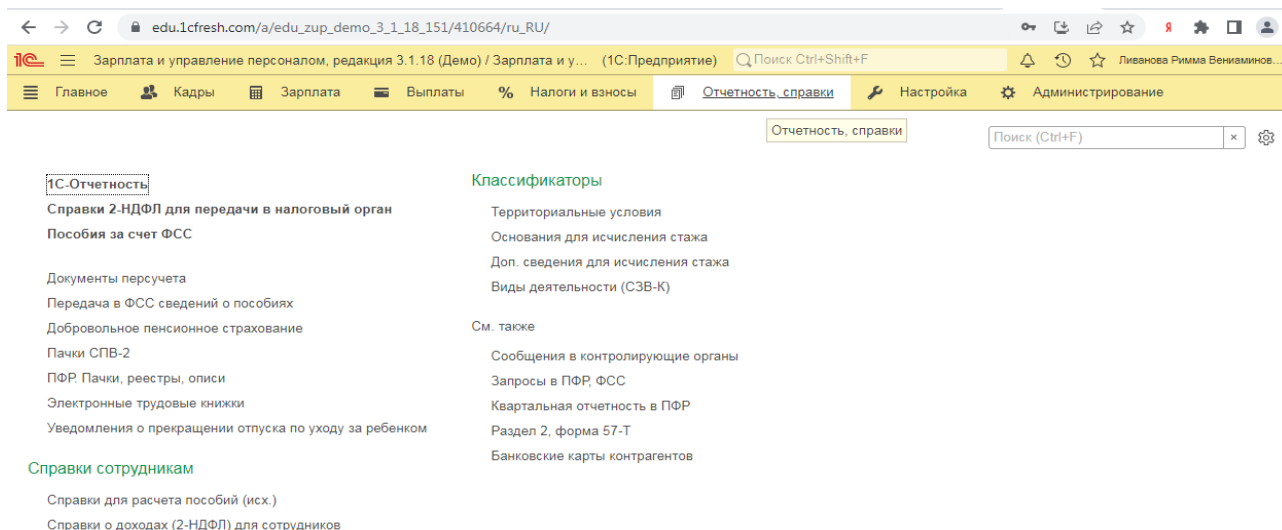 edu.1cfresh.com/a/edu_zup_demo_3_1_18_151/410664/ru_RU/
1С Зарплата и управление персоналом, редакция 3.1.18 (Демо) / Зарплата и у... (1С:Предприятие) Поиск Ctrl+Shift+F Ливанова Римма Вениаминов...
Главное Кадры Зарплата Выплаты % Налоги и взносы Отчетность, справки Настройка Администрирование
Отчетность, справки
Поиск (Ctrl+F) ×
1С-Отчетность
Справки 2-НДФЛ для передачи в налоговый орган
Пособия за счет ФСС
Документы персучета
Передача в ФСС сведений о пособиях
Добровольное пенсионное страхование
Пачки СПВ-2
ПФР. Пачки, реестры, описи
Электронные трудовые книжки
Уведомления о прекращении отпуска по уходу за ребенком
Справки сотрудникам
Справки для расчета пособий (исх.)
Справки о доходах (2-НДФЛ) для сотрудников
Классификаторы
Территориальные условия
Основания для исчисления стажа
Доп. сведения для исчисления стажа
Виды деятельности (СЗВ-К)
См. также
Сообщения в контролирующие органы
Запросы в ПФР, ФСС
Квартальная отчетность в ПФР
Раздел 2, форма 57-Т
Банковские карты контрагентов